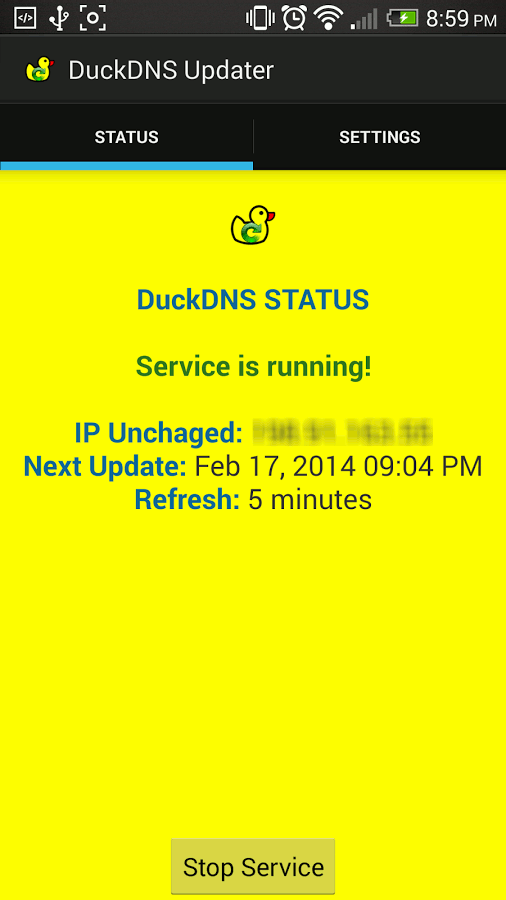 8:59 PM
DuckDNS Updater
STATUS
SETTINGS
DuckDNS STATUS
Service is running!
IP Unchaged:
Next Update: Feb 17, 2014 09:04 PM
Refresh: 5 minutes
Stop Service